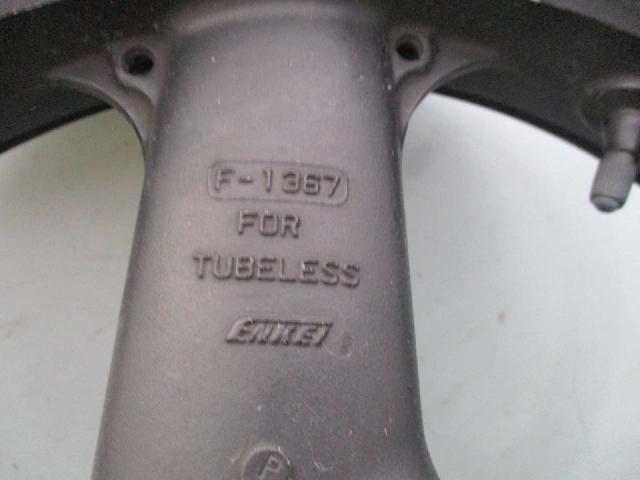 F-1367
FOR
TUBELESS
ENKEI
P